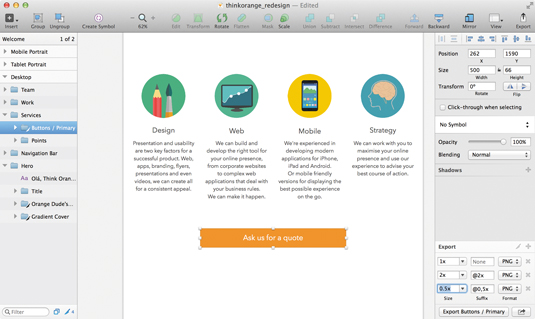 thinkorange_redesign — Edited
Insert Group Ungroup Create Symbol 62% Edit Transform Rotate Flatten Mask Scale Union Subtract Intersect Difference Forward Backward Mirror View Export
Welcome 1 of 2
Mobile Portrait
Tablet Portrait
Desktop
Team
Work
Services
Buttons / Primary
Points
Navigation Bar
Hero
Aa Olá, Think Oran...
Title
Orange Dude's...
Gradient Cover
Filter
4
Design
Presentation and usability
are two key factors for a
successful product. Web,
apps, branding, flyers,
presentations and even
videos, we can create all
for a consistent appeal.
Web
We can build and
develop the right tool for
your online presence,
from corporate websites
to complex web
applications that deal with
your business rules.
We can make it happen.
Mobile
We're experienced in
developing modern
applications for iPhone,
iPad and Android.
Or mobile friendly
versions for displaying the
best possible experience
on the go.
Strategy
We can work with you to
maximise your online
presence and use our
experience to advise your
best course of action.
Ask us for a quote
Position 262 1590
X Y
Size 500 66
Width Height
Transform 0°
Rotate Flip
Click-through when selecting
No Symbol
Opacity 100%
Blending Normal
Shadows
Export
1x None PNG
2x @2x PNG
0.5x @0,5x PNG
Size Suffix Format
Export Buttons / Primary